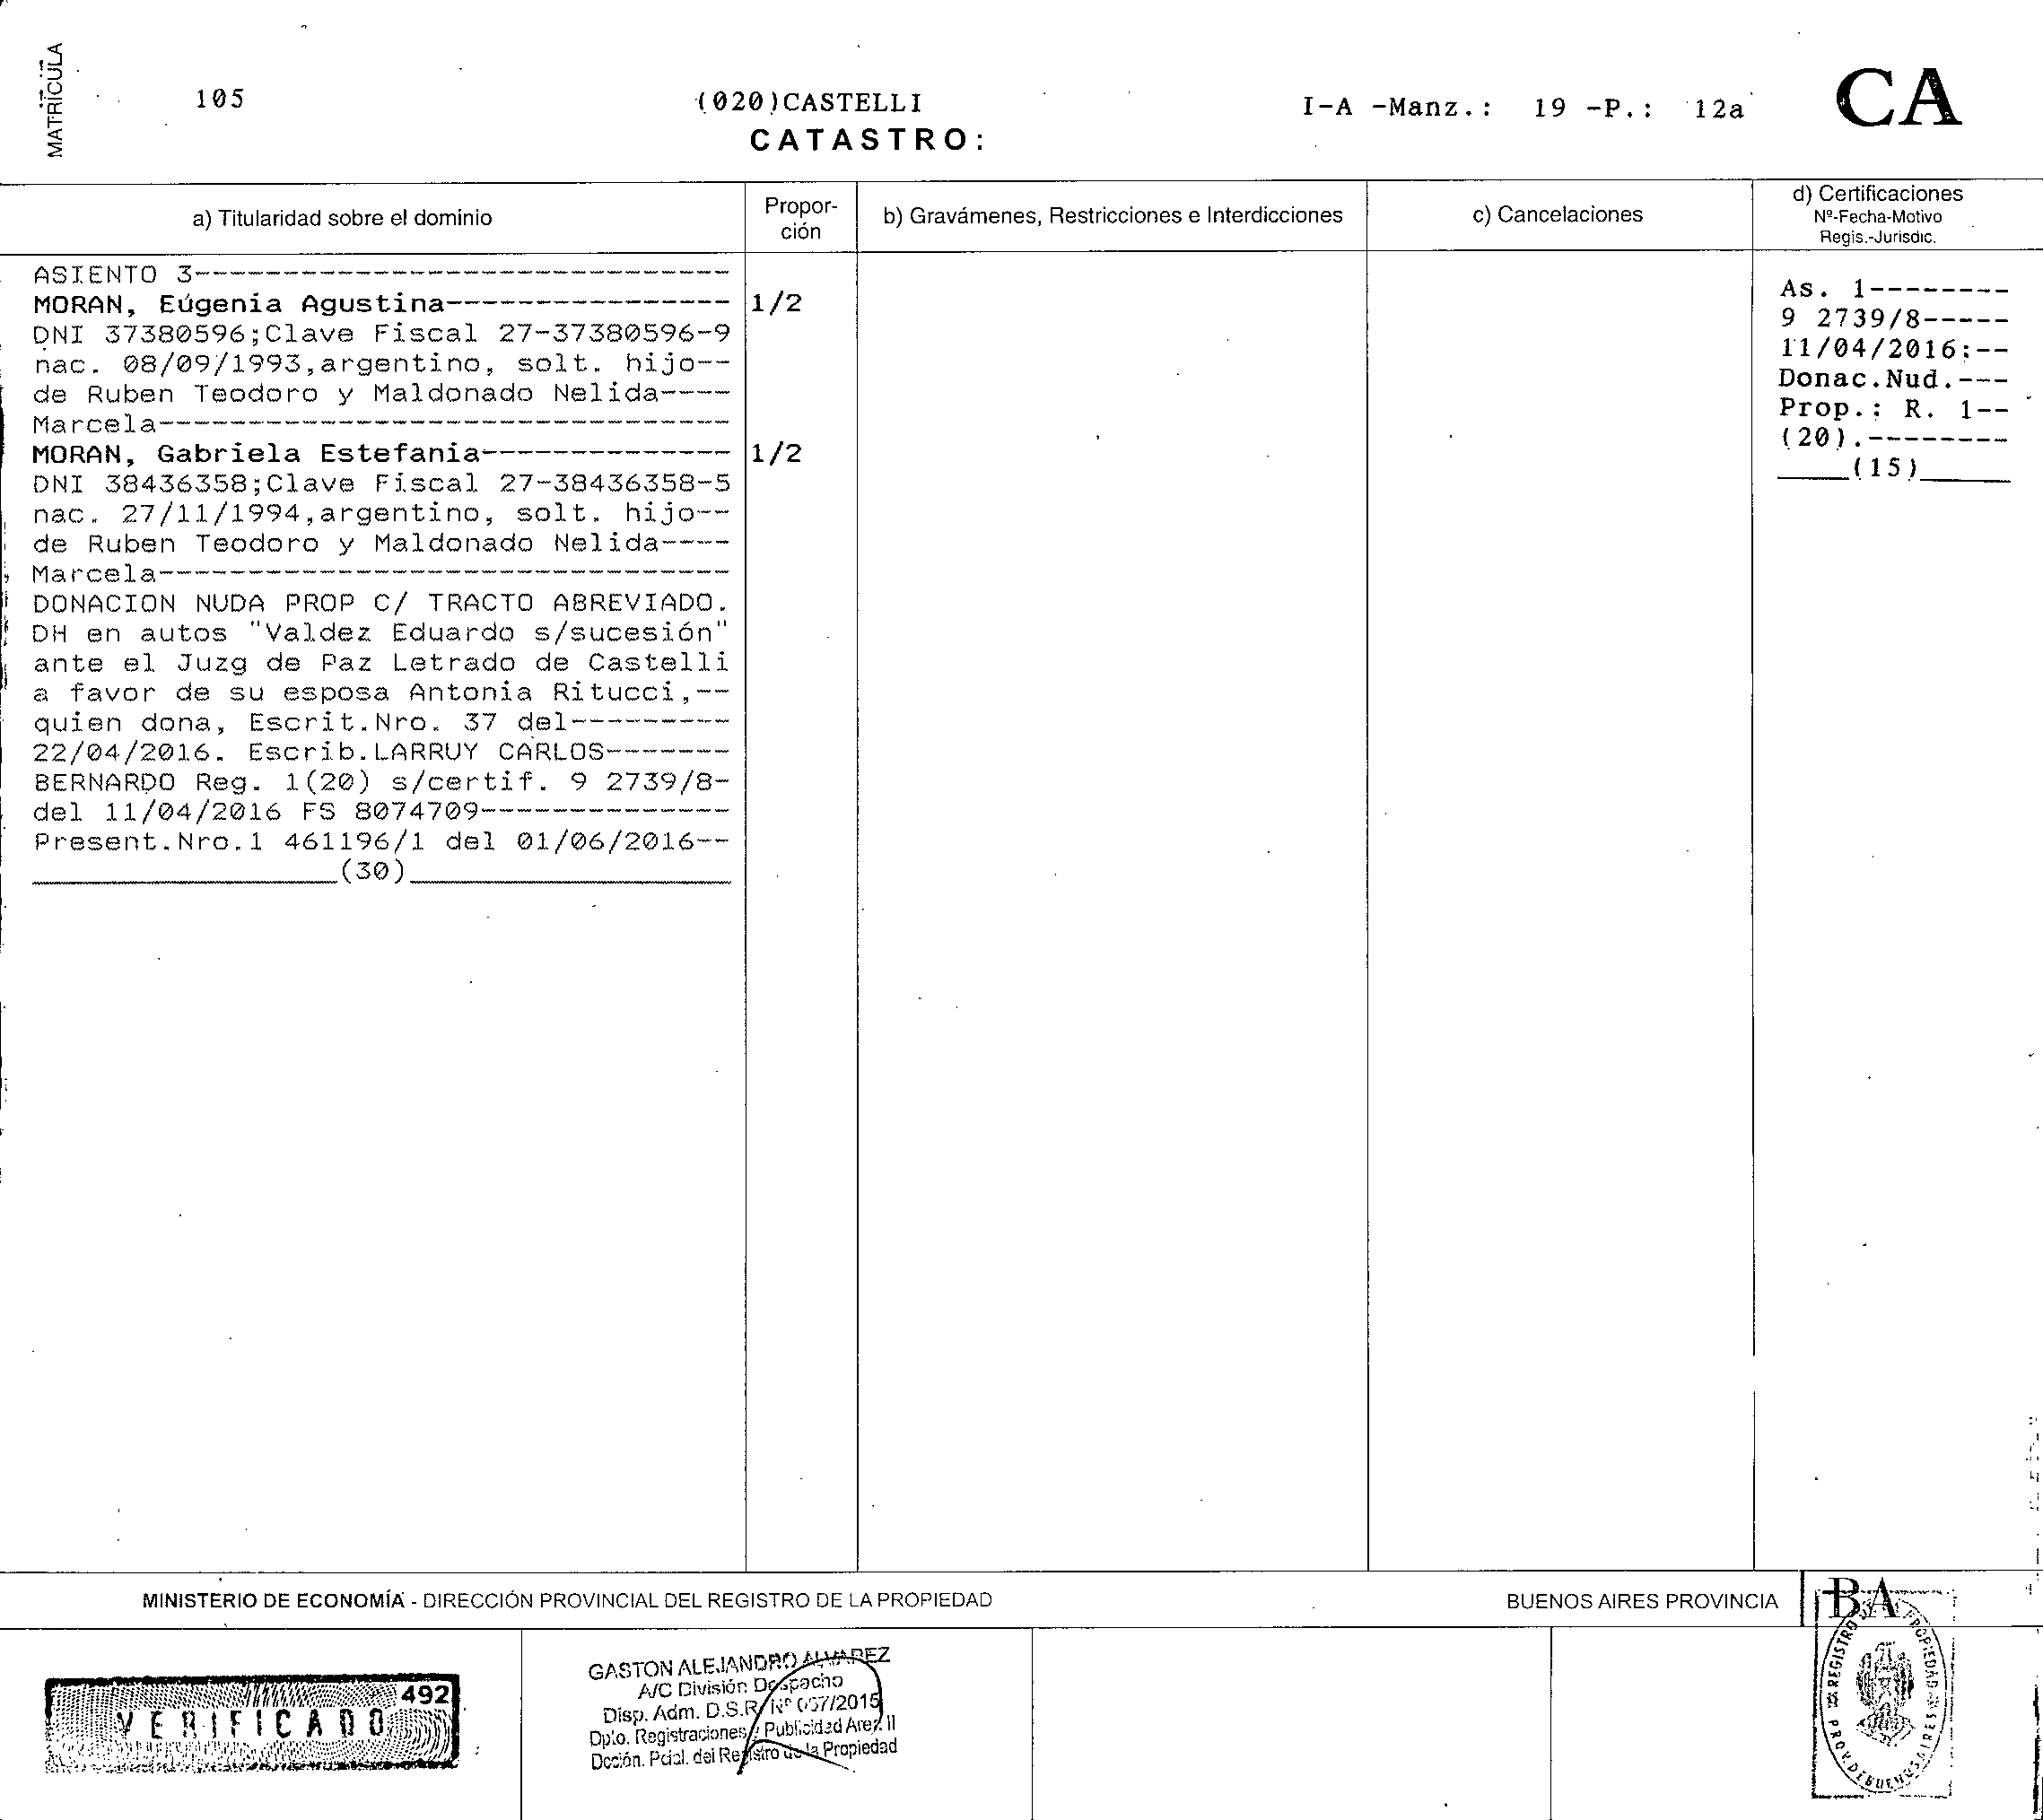 MATRÍCULA
105
(020)CASTELLI
CATASTRO:
I-A -Manz.: 19 -P.: 12a
CA
a) Titularidad sobre el dominio
Propor-
ción
b) Gravámenes, Restricciones e Interdicciones
c) Cancelaciones
d) Certificaciones
Nº-Fecha-Motivo
Regis.-Jurisdic.
ASIENTO 3------------------------------
MORAN, Eugenia Agustina---------------- 1/2
DNI 37380596;Clave Fiscal 27-37380596-9
nac. 08/09/1993,argentino, solt. hijo--
de Ruben Teodoro y Maldonado Nelida----
Marcela--------------------------------
MORAN, Gabriela Estefania-------------- 1/2
DNI 38436358;Clave Fiscal 27-38436358-5
nac. 27/11/1994,argentino, solt. hijo--
de Ruben Teodoro y Maldonado Nelida----
Marcela--------------------------------
DONACION NUDA PROP C/ TRACTO ABREVIADO.
DH en autos "Valdez Eduardo s/sucesión"
ante el Juzg de Paz Letrado de Castelli
a favor de su esposa Antonia Ritucci,--
quien dona, Escrit.Nro. 37 del---------
22/04/2016. Escrib.LARRUY CARLOS-------
BERNARDO Reg. 1(20) s/certif. 9 2739/8-
del 11/04/2016 FS 8074709--------------
Present.Nro.1 461196/1 del 01/06/2016--
(30)
As. 1--------
9 2739/8-----
11/04/2016:--
Donac.Nud.---
Prop.: R. 1--
(20).--------
(15)
MINISTERIO DE ECONOMÍA - DIRECCIÓN PROVINCIAL DEL REGISTRO DE LA PROPIEDAD
BUENOS AIRES PROVINCIA
BA
492
VERIFICADO
GASTON ALEJANDRO ALVAREZ
A/C División Despacho
Disp. Adm. D.S.R. Nº 037/2015
Dpto. Registraciones y Publicidad Area II
Dcción. Pcial. del Registro de la Propiedad
REGISTRO DE LA PROPIEDAD
PROV. DE BUENOS AIRES